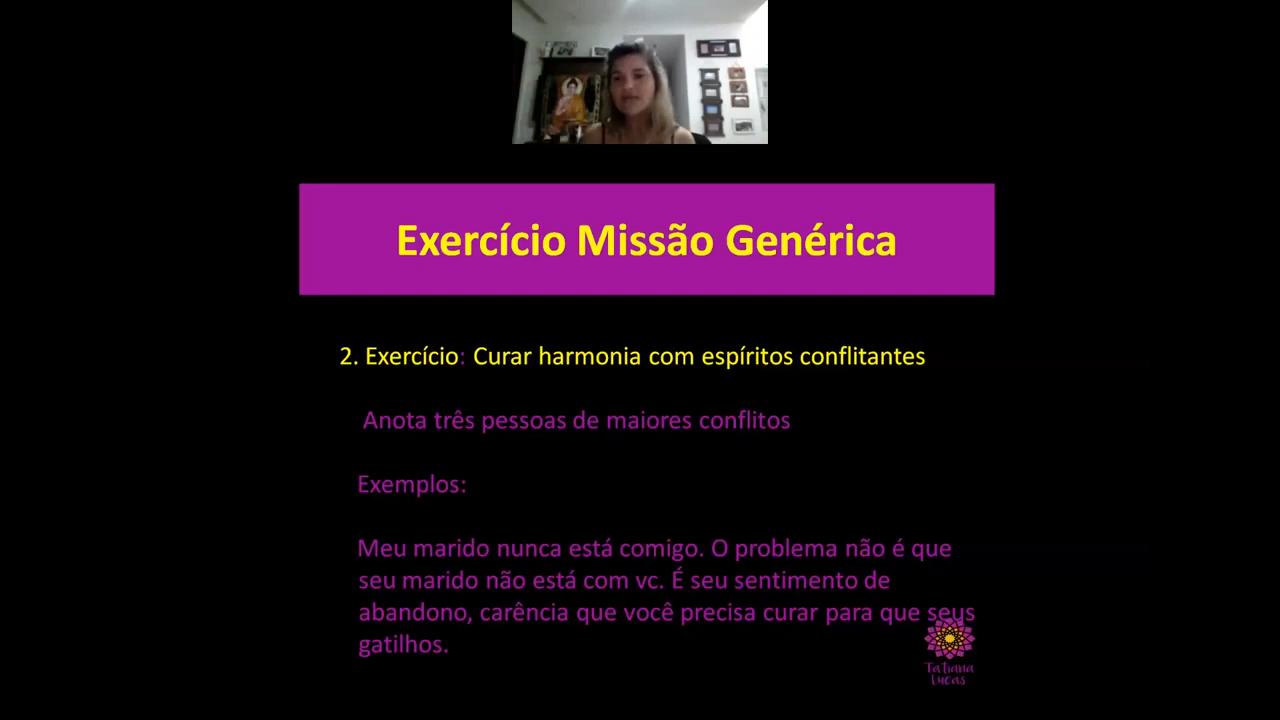 Exercício Missão Genérica
2. Exercício: Curar harmonia com espíritos conflitantes
Anota três pessoas de maiores conflitos
Exemplos:
Meu marido nunca está comigo. O problema não é que
seu marido não está com vc. É seu sentimento de
abandono, carência que você precisa curar para que seus
gatilhos.
Tatiana
Lucas